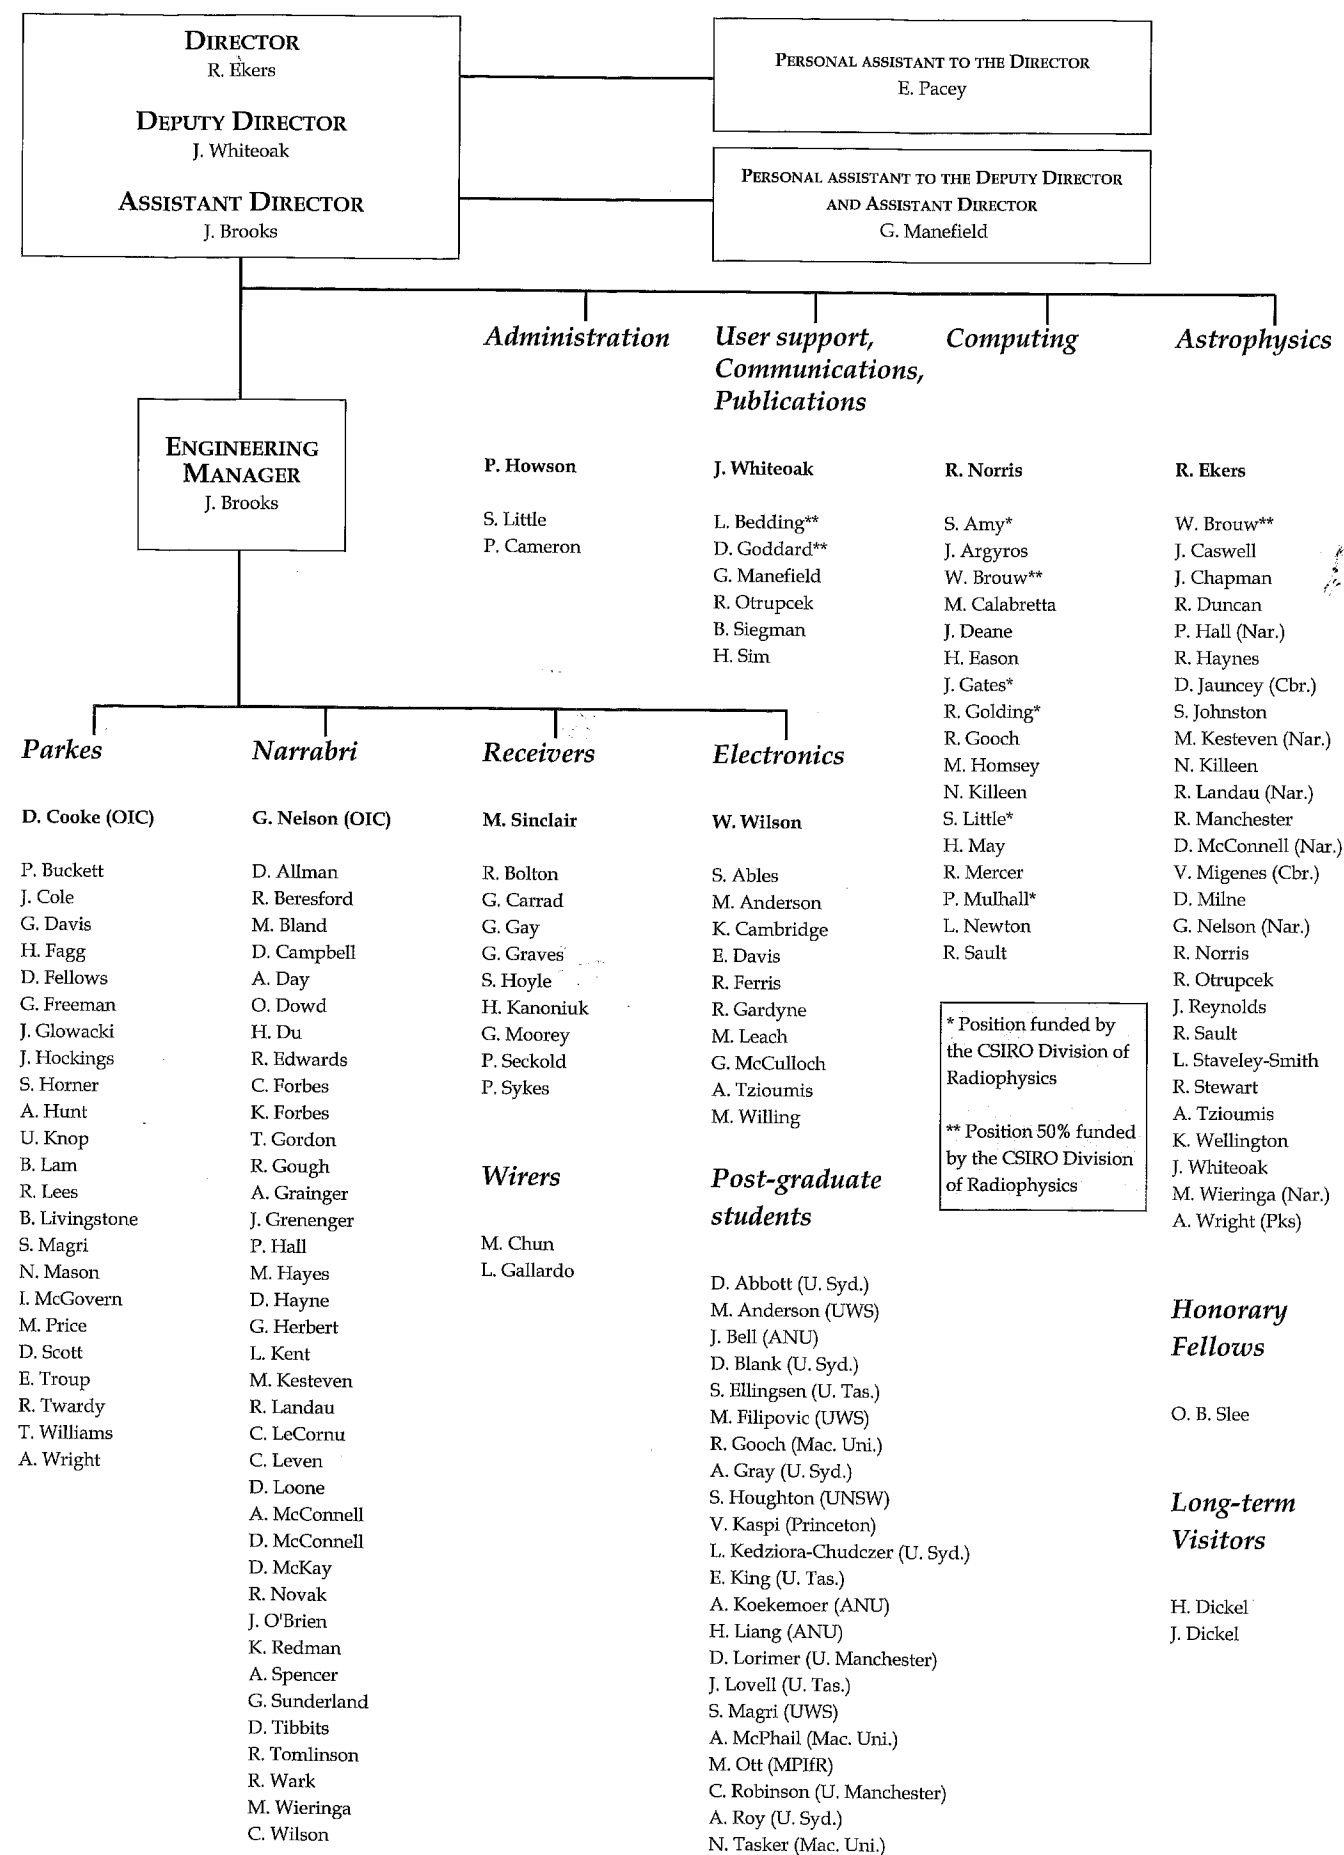 DIRECTOR
R. Ekers
DEPUTY DIRECTOR
J. Whiteoak
ASSISTANT DIRECTOR
J. Brooks
PERSONAL ASSISTANT TO THE DIRECTOR
E. Pacey
PERSONAL ASSISTANT TO THE DEPUTY DIRECTOR
AND ASSISTANT DIRECTOR
G. Manefield
ENGINEERING
MANAGER
J. Brooks
Administration
P. Howson
S. Little
P. Cameron
User support,
Communications,
Publications
J. Whiteoak
L. Bedding**
D. Goddard**
G. Manefield
R. Otrupcek
B. Siegman
H. Sim
Computing
R. Norris
S. Amy*
J. Argyros
W. Brouw**
M. Calabretta
J. Deane
H. Eason
J. Gates*
R. Golding*
R. Gooch
M. Homsey
N. Killeen
S. Little*
H. May
R. Mercer
P. Mulhall*
L. Newton
R. Sault
* Position funded by
the CSIRO Division of
Radiophysics
** Position 50% funded
by the CSIRO Division
of Radiophysics
Astrophysics
R. Ekers
W. Brouw**
J. Caswell
J. Chapman
R. Duncan
P. Hall (Nar.)
R. Haynes
D. Jauncey (Cbr.)
S. Johnston
M. Kesteven (Nar.)
N. Killeen
R. Landau (Nar.)
R. Manchester
D. McConnell (Nar.)
V. Migenes (Cbr.)
D. Milne
G. Nelson (Nar.)
R. Norris
R. Otrupcek
J. Reynolds
R. Sault
L. Staveley-Smith
R. Stewart
A. Tzioumis
K. Wellington
J. Whiteoak
M. Wieringa (Nar.)
A. Wright (Pks)
Honorary
Fellows
O. B. Slee
Long-term
Visitors
H. Dickel
J. Dickel
Parkes
D. Cooke (OIC)
P. Buckett
J. Cole
G. Davis
H. Fagg
D. Fellows
G. Freeman
J. Glowacki
J. Hockings
S. Horner
A. Hunt
U. Knop
B. Lam
R. Lees
B. Livingstone
S. Magri
N. Mason
I. McGovern
M. Price
D. Scott
E. Troup
R. Twardy
T. Williams
A. Wright
Narrabri
G. Nelson (OIC)
D. Allman
R. Beresford
M. Bland
D. Campbell
A. Day
O. Dowd
H. Du
R. Edwards
C. Forbes
K. Forbes
T. Gordon
R. Gough
A. Grainger
J. Grenenger
P. Hall
M. Hayes
D. Hayne
G. Herbert
L. Kent
M. Kesteven
R. Landau
C. LeCornu
C. Leven
D. Loone
A. McConnell
D. McConnell
D. McKay
R. Novak
J. O'Brien
K. Redman
A. Spencer
G. Sunderland
D. Tibbits
R. Tomlinson
R. Wark
M. Wieringa
C. Wilson
Receivers
M. Sinclair
R. Bolton
G. Carrad
G. Gay
G. Graves
S. Hoyle
H. Kanoniuk
G. Moorey
P. Seckold
P. Sykes
Wirers
M. Chun
L. Gallardo
Electronics
W. Wilson
S. Ables
M. Anderson
K. Cambridge
E. Davis
R. Ferris
R. Gardyne
M. Leach
G. McCulloch
A. Tzioumis
M. Willing
Post-graduate
students
D. Abbott (U. Syd.)
M. Anderson (UWS)
J. Bell (ANU)
D. Blank (U. Syd.)
S. Ellingsen (U. Tas.)
M. Filipovic (UWS)
R. Gooch (Mac. Uni.)
A. Gray (U. Syd.)
S. Houghton (UNSW)
V. Kaspi (Princeton)
L. Kedziora-Chudczer (U. Syd.)
E. King (U. Tas.)
A. Koekemoer (ANU)
H. Liang (ANU)
D. Lorimer (U. Manchester)
J. Lovell (U. Tas.)
S. Magri (UWS)
A. McPhail (Mac. Uni.)
M. Ott (MPIfR)
C. Robinson (U. Manchester)
A. Roy (U. Syd.)
N. Tasker (Mac. Uni.)